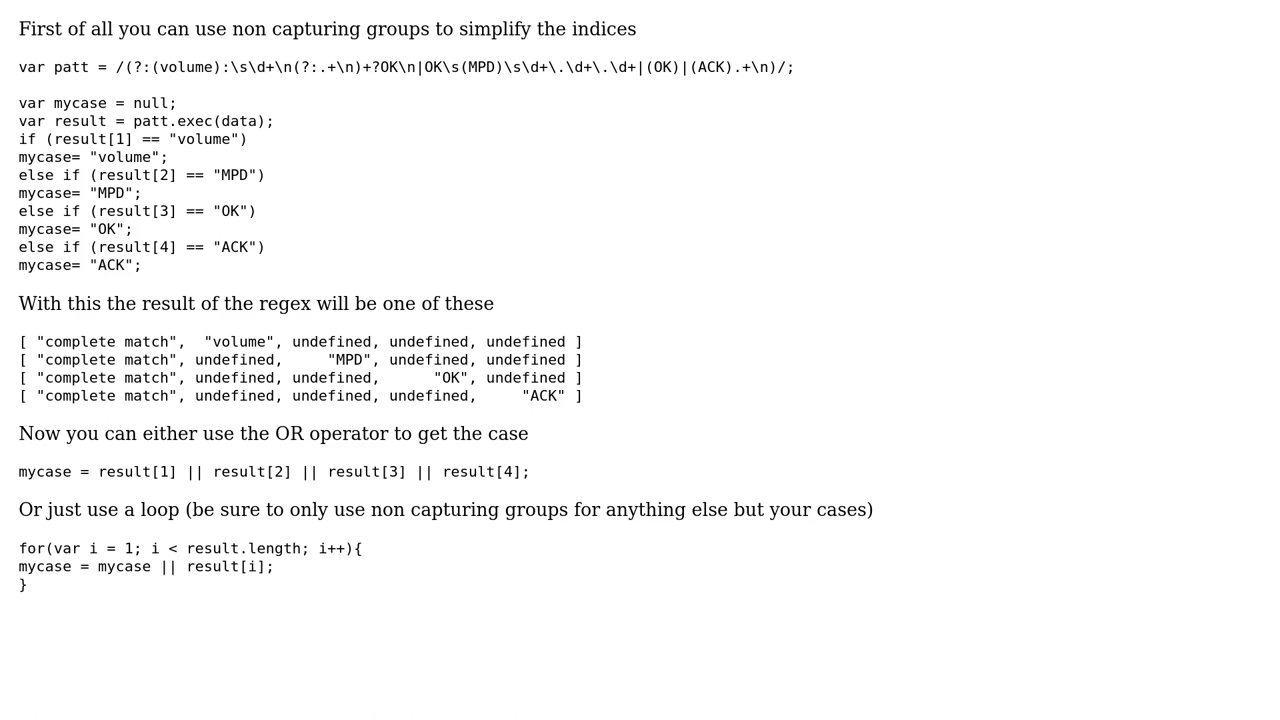 First of all you can use non capturing groups to simplify the indices
var patt = /(?:(volume):\s\d+\n(?:.+\n)+?OK\n|OK\s(MPD)\s\d+\.\d+\.\d+|(OK)|(ACK).+\n)/;
var mycase = null;
var result = patt.exec(data);
if (result[1] == "volume")
mycase= "volume";
else if (result[2] == "MPD")
mycase= "MPD";
else if (result[3] == "OK")
mycase= "OK";
else if (result[4] == "ACK")
mycase= "ACK";
With this the result of the regex will be one of these
[ "complete match",  "volume", undefined, undefined, undefined ]
[ "complete match", undefined,     "MPD", undefined, undefined ]
[ "complete match", undefined, undefined,      "OK", undefined ]
[ "complete match", undefined, undefined, undefined,     "ACK" ]
Now you can either use the OR operator to get the case
mycase = result[1] || result[2] || result[3] || result[4];
Or just use a loop (be sure to only use non capturing groups for anything else but your cases)
for(var i = 1; i < result.length; i++){
mycase = mycase || result[i];
}